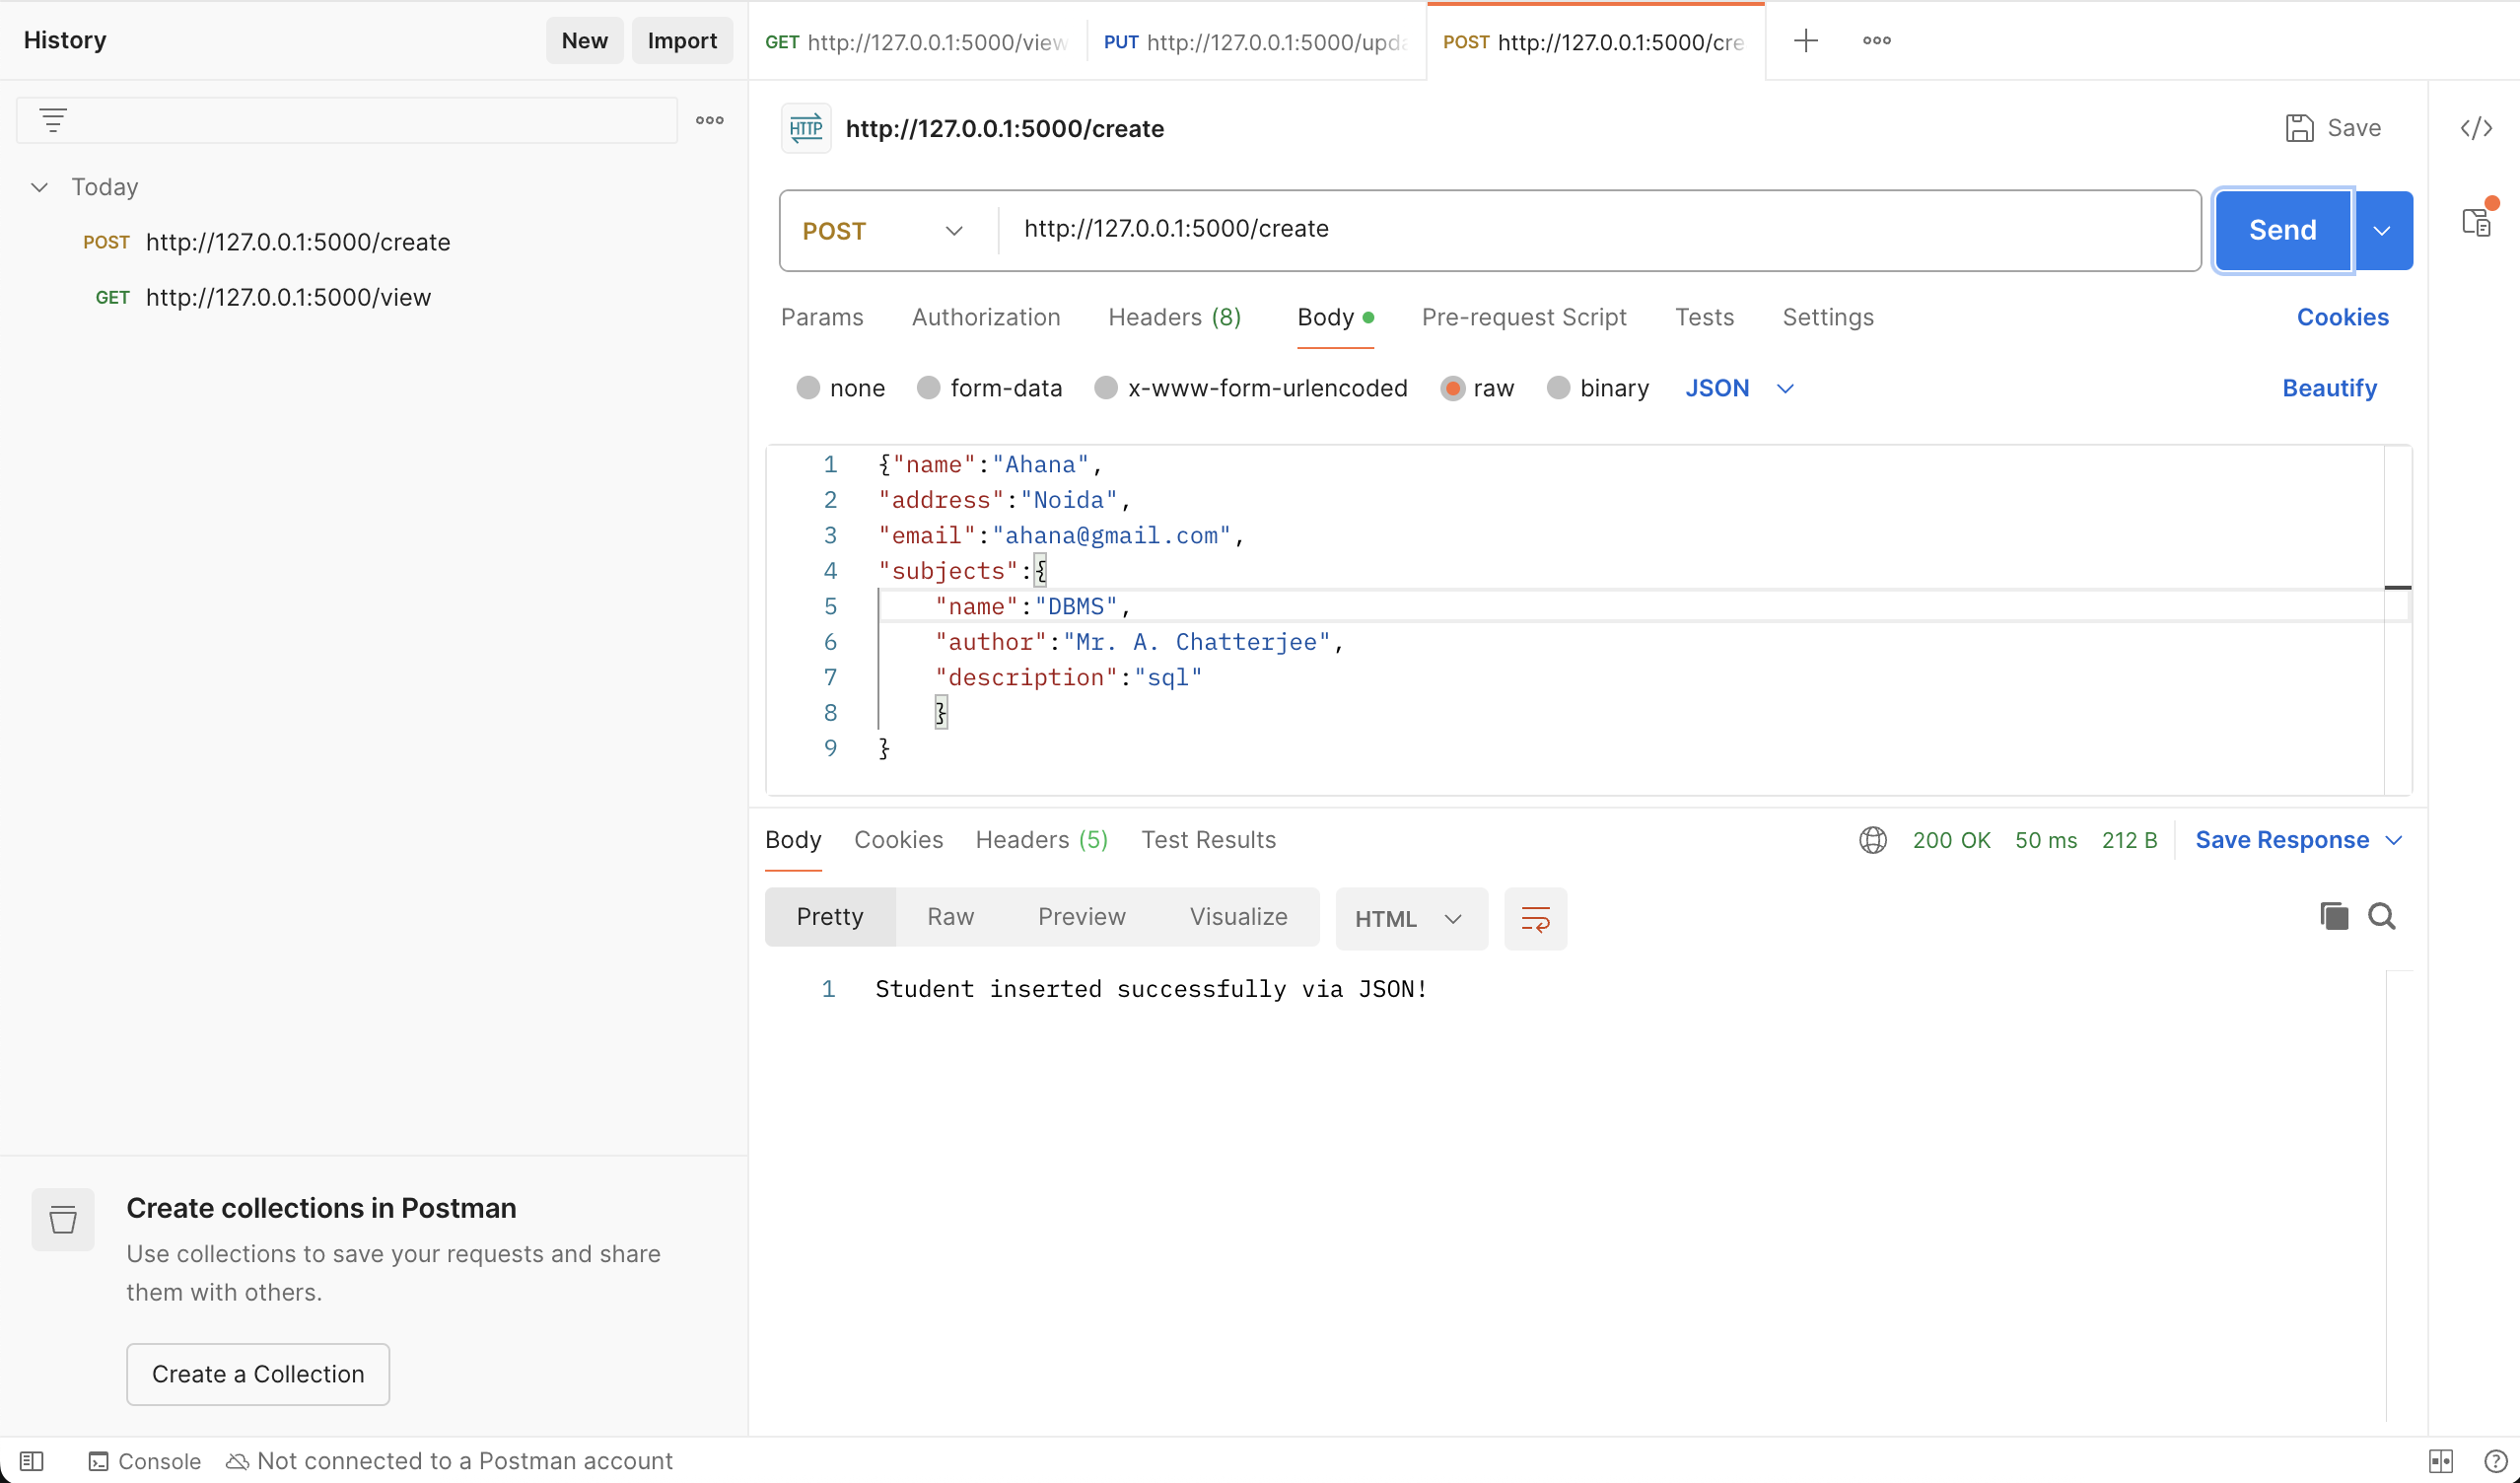 History
New
Import
Today
POST http://127.0.0.1:5000/create
GET http://127.0.0.1:5000/view
Create collections in Postman
Use collections to save your requests and share
them with others.
Create a Collection
GET http://127.0.0.1:5000/view
PUT http://127.0.0.1:5000/upda
POST http://127.0.0.1:5000/cre
HTTP http://127.0.0.1:5000/create
Save
POST
http://127.0.0.1:5000/create
Send
Params Authorization Headers (8) Body Pre-request Script Tests Settings Cookies
none form-data x-www-form-urlencoded raw binary JSON Beautify
1 {"name":"Ahana",
2 "address":"Noida",
3 "email":"ahana@gmail.com",
4 "subjects":{
5 "name":"DBMS",
6 "author":"Mr. A. Chatterjee",
7 "description":"sql"
8 }
9 }
Body Cookies Headers (5) Test Results 200 OK 50 ms 212 B Save Response
Pretty Raw Preview Visualize HTML
1 Student inserted successfully via JSON!
Console Not connected to a Postman account